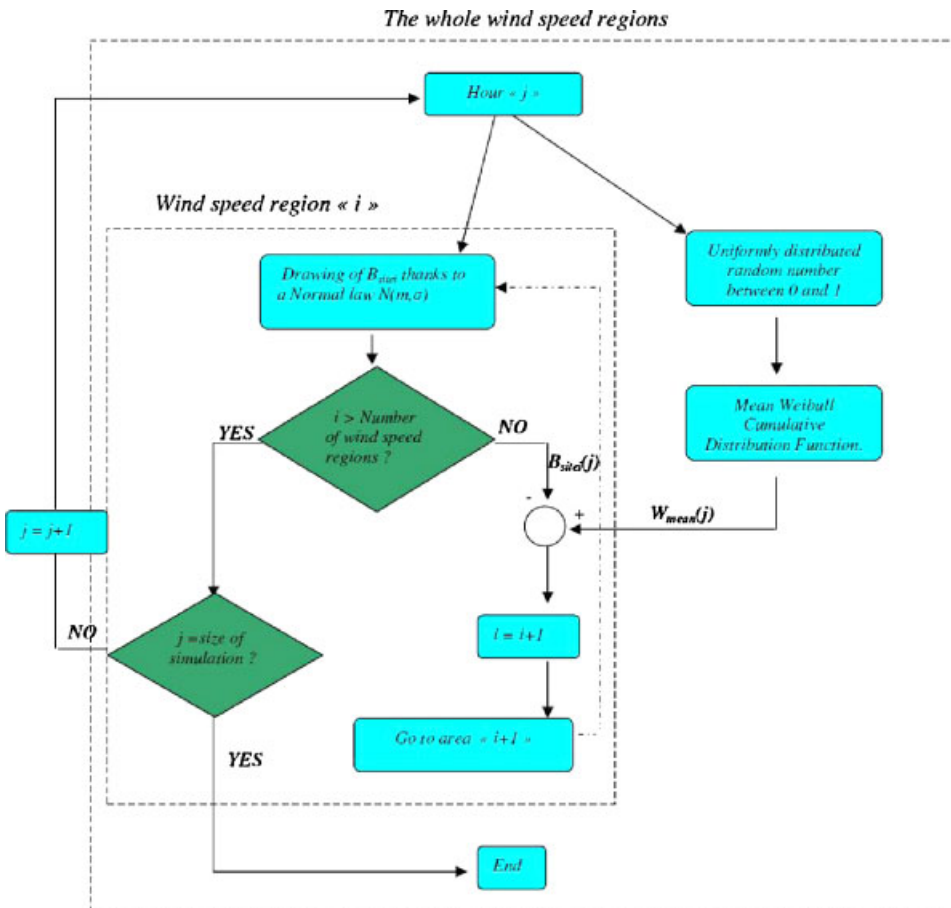 The whole wind speed regions
Hour « j »
Wind speed region « i »
Drawing of B_sitei thanks to
a Normal law N(m,σ)
Uniformly distributed
random number
between 0 and 1
i > Number
of wind speed
regions ?
YES
NO
Mean Weibull
Cumulative
Distribution Function.
B_sitei(j)
-
+
W_mean(j)
j = j+1
i = i+1
NO
j =size of
simulation ?
Go to area « i+1 »
YES
End